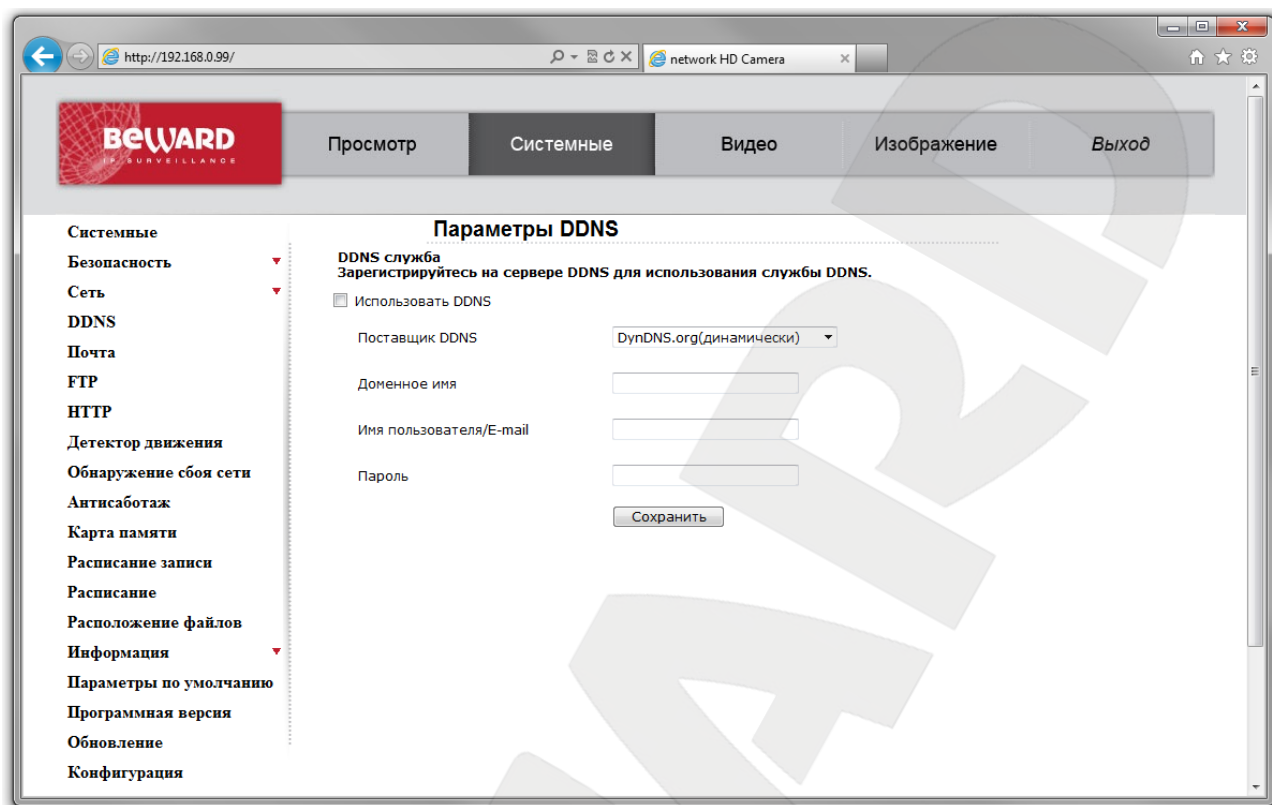 http://192.168.0.99/
network HD Camera
BEWARD
IP SURVEILLANCE
Просмотр
Системные
Видео
Изображение
Выход
Системные
Безопасность
Сеть
DDNS
Почта
FTP
HTTP
Детектор движения
Обнаружение сбоя сети
Антисаботаж
Карта памяти
Расписание записи
Расписание
Расположение файлов
Информация
Параметры по умолчанию
Программная версия
Обновление
Конфигурация
Параметры DDNS
DDNS служба
Зарегистрируйтесь на сервере DDNS для использования службы DDNS.
Использовать DDNS
Поставщик DDNS
DynDNS.org(динамически)
Доменное имя
Имя пользователя/E-mail
Пароль
Сохранить